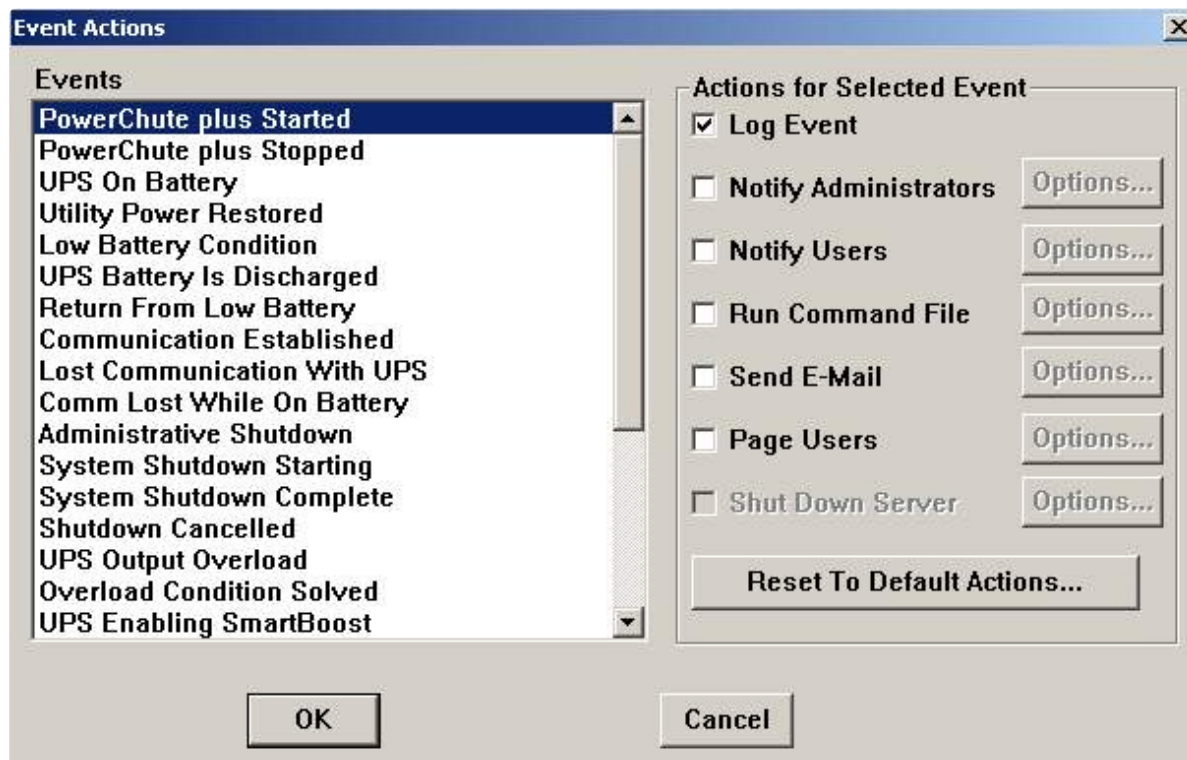 Event Actions
Events
PowerChute plus Started
PowerChute plus Stopped
UPS On Battery
Utility Power Restored
Low Battery Condition
UPS Battery Is Discharged
Return From Low Battery
Communication Established
Lost Communication With UPS
Comm Lost While On Battery
Administrative Shutdown
System Shutdown Starting
System Shutdown Complete
Shutdown Cancelled
UPS Output Overload
Overload Condition Solved
UPS Enabling SmartBoost
Actions for Selected Event
Log Event
Notify Administrators Options...
Notify Users Options...
Run Command File Options...
Send E-Mail Options...
Page Users Options...
Shut Down Server Options...
Reset To Default Actions...
OK Cancel